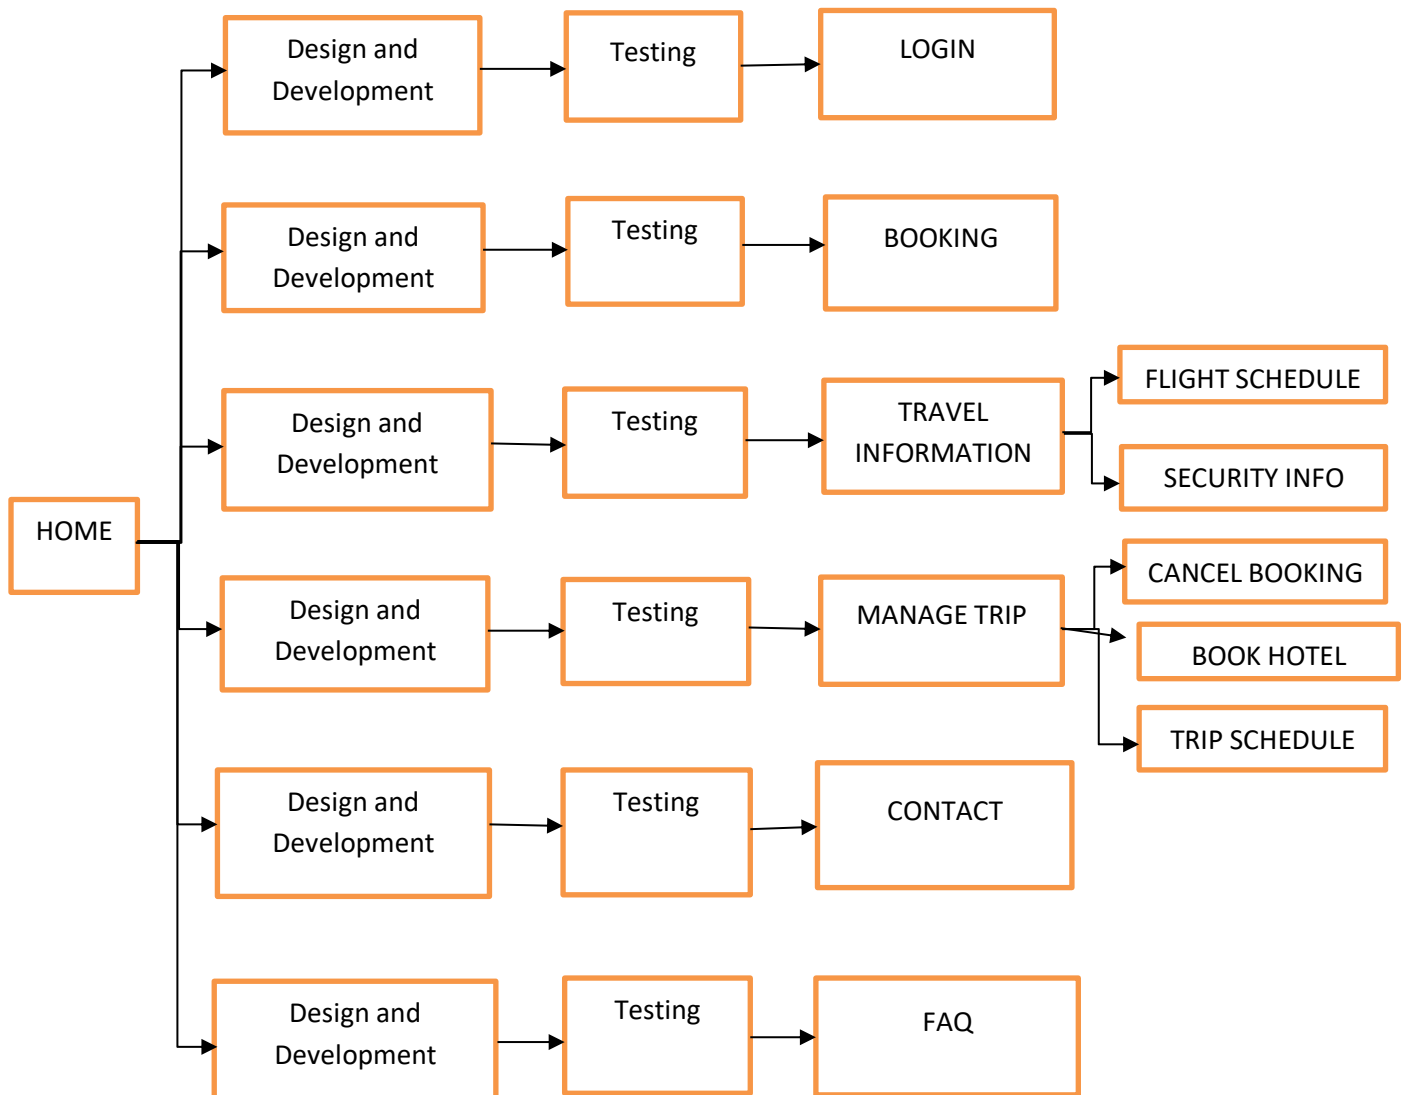 Design and
Development
Testing
LOGIN
Design and
Development
Testing
BOOKING
Design and
Development
Testing
TRAVEL
INFORMATION
FLIGHT SCHEDULE
SECURITY INFO
HOME
Design and
Development
Testing
MANAGE TRIP
CANCEL BOOKING
BOOK HOTEL
TRIP SCHEDULE
Design and
Development
Testing
CONTACT
Design and
Development
Testing
FAQ